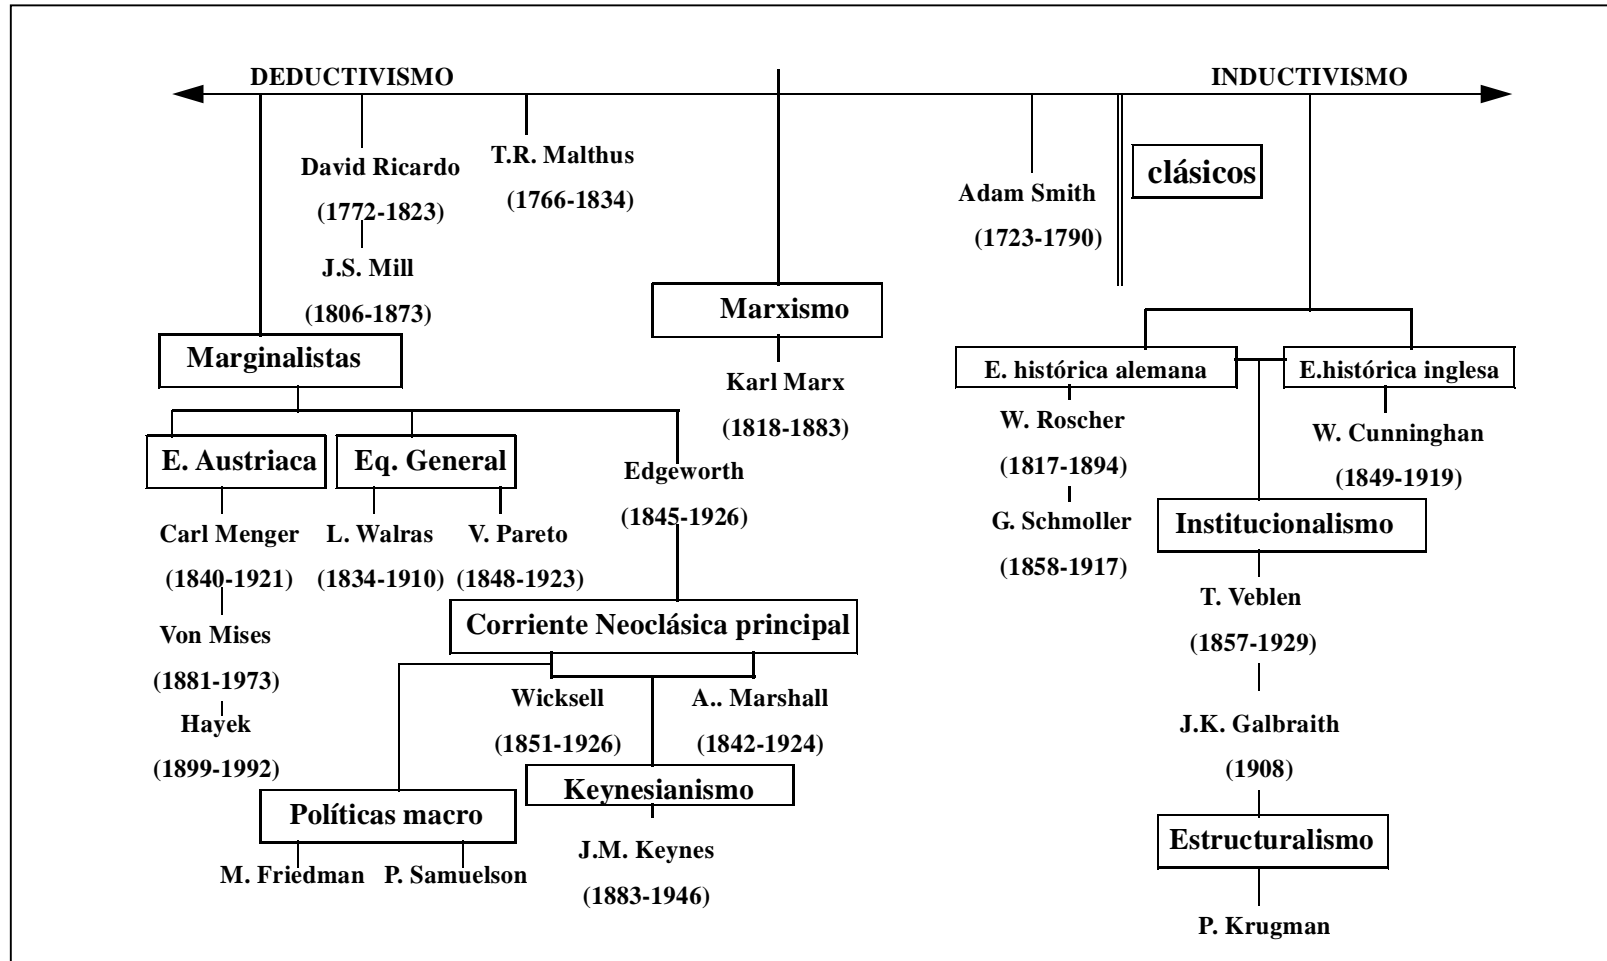 DEDUCTIVISMO
INDUCTIVISMO
David Ricardo
(1772-1823)
J.S. Mill
(1806-1873)
T.R. Malthus
(1766-1834)
Adam Smith
(1723-1790)
clásicos
Marxismo
Karl Marx
(1818-1883)
Marginalistas
E. Austriaca
Carl Menger
(1840-1921)
Von Mises
(1881-1973)
Hayek
(1899-1992)
Eq. General
L. Walras
(1834-1910)
V. Pareto
(1848-1923)
Edgeworth
(1845-1926)
Corriente Neoclásica principal
Wicksell
(1851-1926)
A.. Marshall
(1842-1924)
Políticas macro
M. Friedman
P. Samuelson
Keynesianismo
J.M. Keynes
(1883-1946)
E. histórica alemana
W. Roscher
(1817-1894)
G. Schmoller
(1858-1917)
E.histórica inglesa
W. Cunninghan
(1849-1919)
Institucionalismo
T. Veblen
(1857-1929)
J.K. Galbraith
(1908)
Estructuralismo
P. Krugman